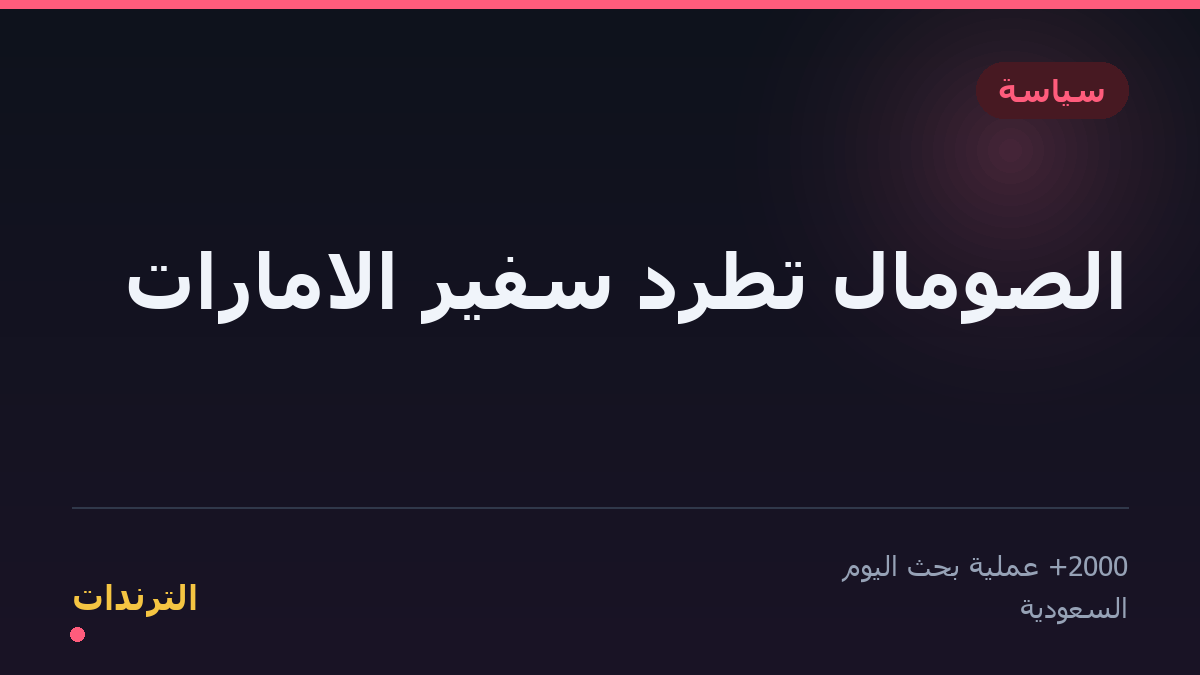 سياسة
الصومال تطرد سفير الامارات
2000+ عملية بحث اليوم
السعودية
الترندات